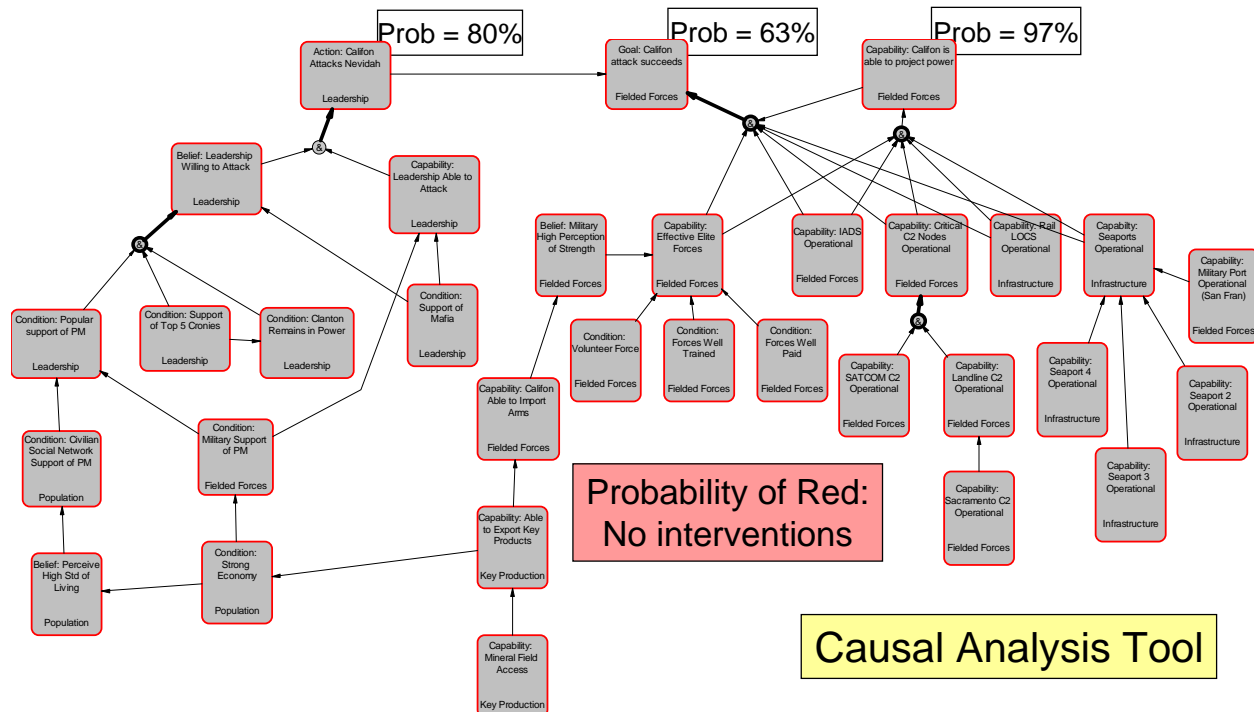 Prob = 80%
Prob = 63%
Prob = 97%
Action: Califon
Attacks Nevidah
Leadership
Goal: Califon
attack succeeds
Fielded Forces
Capability: Califon is
able to project power
Fielded Forces
&
&
&
Belief: Leadership
Willing to Attack
Leadership
Capability:
Leadership Able to
Attack
Leadership
&
Belief: Military
High Perception
of Strength
Fielded Forces
Capability:
Effective Elite
Forces
Fielded Forces
Capability: IADS
Operational
Fielded Forces
Capability: Critical
C2 Nodes
Operational
Fielded Forces
Capability: Rail
LOCS
Operational
Infrastructure
Capabilty:
Seaports
Operational
Infrastructure
Capability:
Military Port
Operational
(San Fran)
Fielded Forces
Condition: Popular
support of PM
Leadership
Condition: Support
of Top 5 Cronies
Leadership
Condition: Clanton
Remains in Power
Leadership
Condition:
Support of
Mafia
Leadership
&
Condition:
Volunteer Force
Fielded Forces
Condition:
Forces Well
Trained
Fielded Forces
Condition:
Forces Well
Paid
Fielded Forces
Capability:
SATCOM C2
Operational
Fielded Forces
Capability:
Landline C2
Operational
Fielded Forces
Capability:
Seaport 4
Operational
Infrastructure
Capability:
Seaport 2
Operational
Infrastructure
Capability: Califon
Able to Import
Arms
Fielded Forces
Condition: Civilian
Social Network
Support of PM
Population
Condition:
Military Support
of PM
Fielded Forces
Capability:
Seaport 3
Operational
Infrastructure
Capability:
Sacramento C2
Operational
Fielded Forces
Probability of Red:
No interventions
Capability: Able
to Export Key
Products
Key Production
Belief: Perceive
High Std of
Living
Population
Condition:
Strong
Economy
Population
Capability:
Mineral Field
Access
Key Production
Causal Analysis Tool